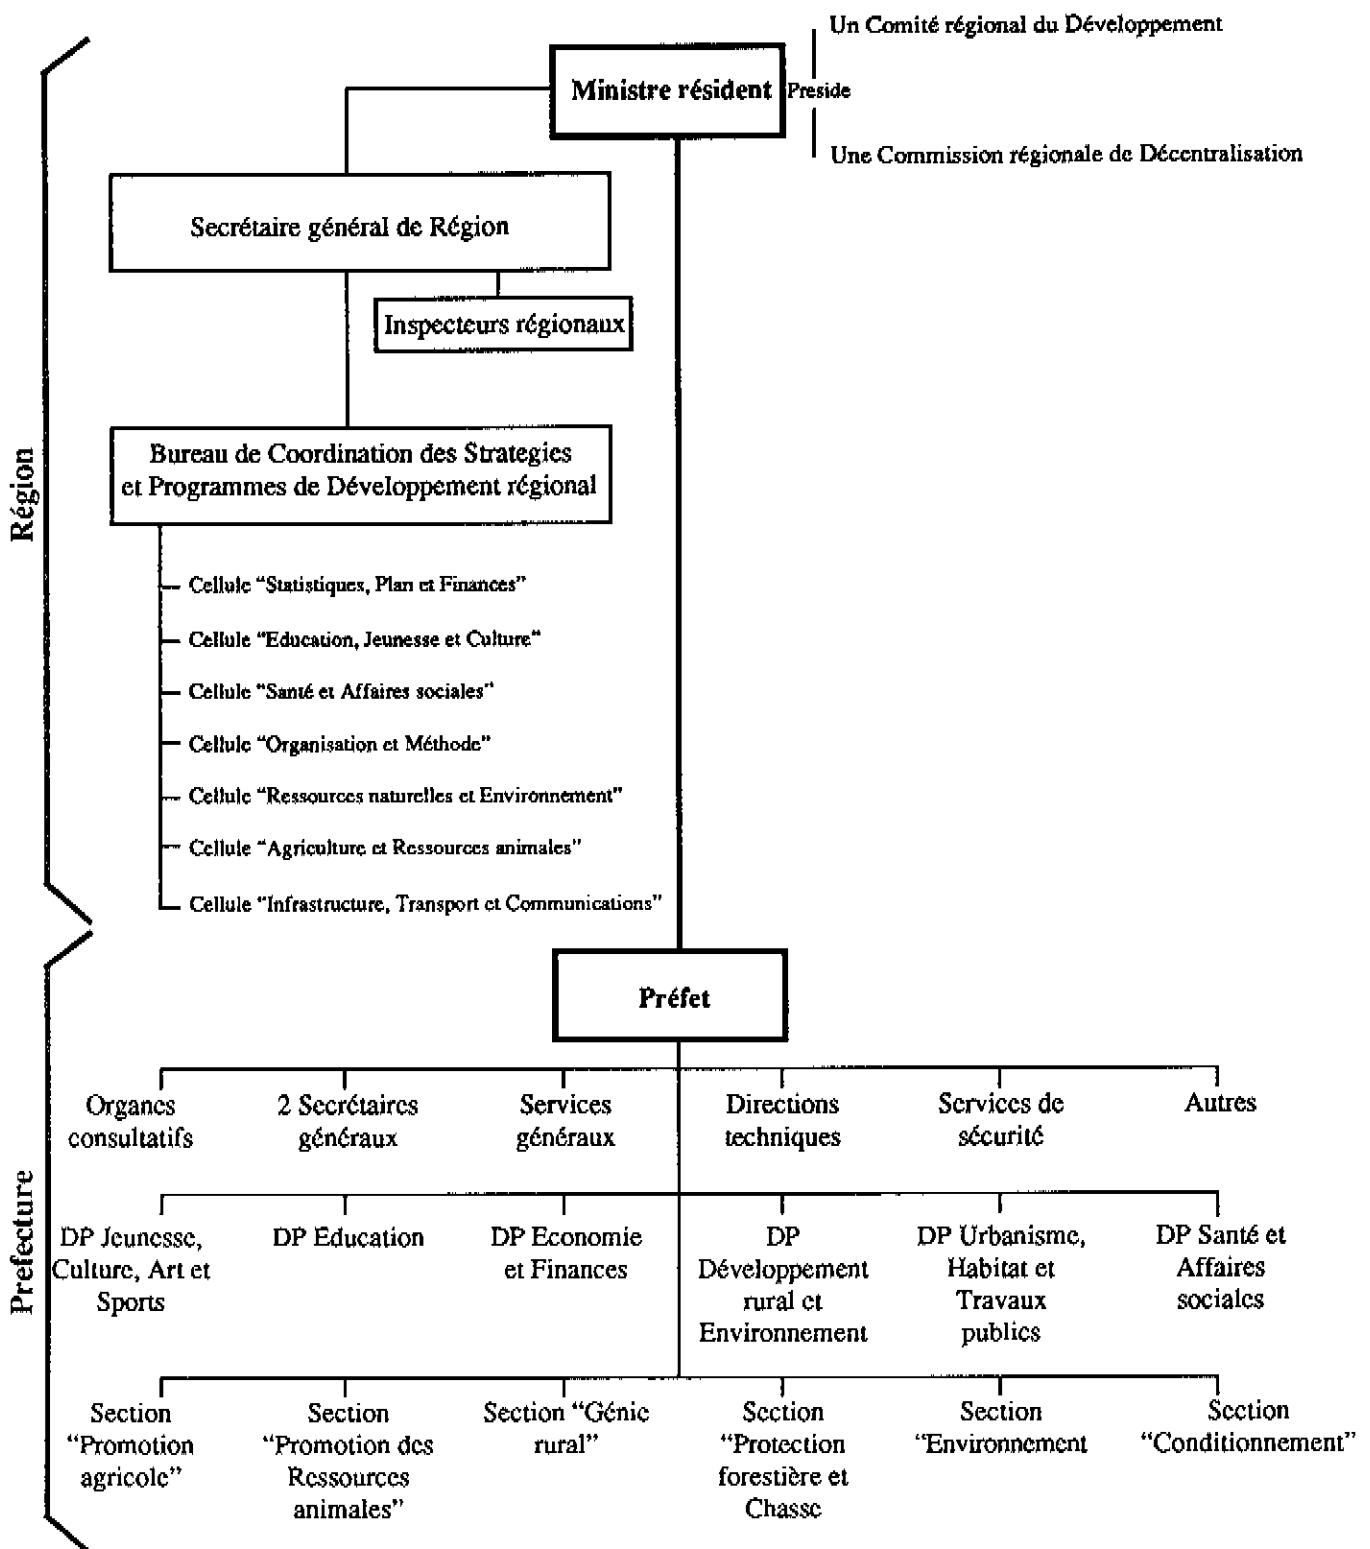 Un Comité régional du Développement
Ministre résident
Preside
Une Commission régionale de Décentralisation
Secrétaire général de Région
Inspecteurs régionaux
Bureau de Coordination des Strategies
et Programmes de Développement régional
Cellule “Statistiques, Plan et Finances”
Cellule “Education, Jeunesse et Culture”
Cellule “Santé et Affaires sociales”
Cellule “Organisation et Méthode”
Cellule “Ressources naturelles et Environnement”
Cellule “Agriculture et Ressources animales”
Cellule “Infrastructure, Transport et Communications”
Région
Préfet
Organes
consultatifs
2 Secrétaires
généraux
Services
généraux
Directions
techniques
Services de
sécurité
Autres
Prefecture
DP Jeunesse,
Culture, Art et
Sports
DP Education
DP Economie
et Finances
DP
Développement
rural et
Environnement
DP Urbanisme,
Habitat et
Travaux
publics
DP Santé et
Affaires
sociales
Section
“Promotion
agricole”
Section
“Promotion des
Ressources
animales”
Section “Génie
rural”
Section
“Protection
forestière et
Chasse
Section
“Environnement
Section
“Conditionnement”